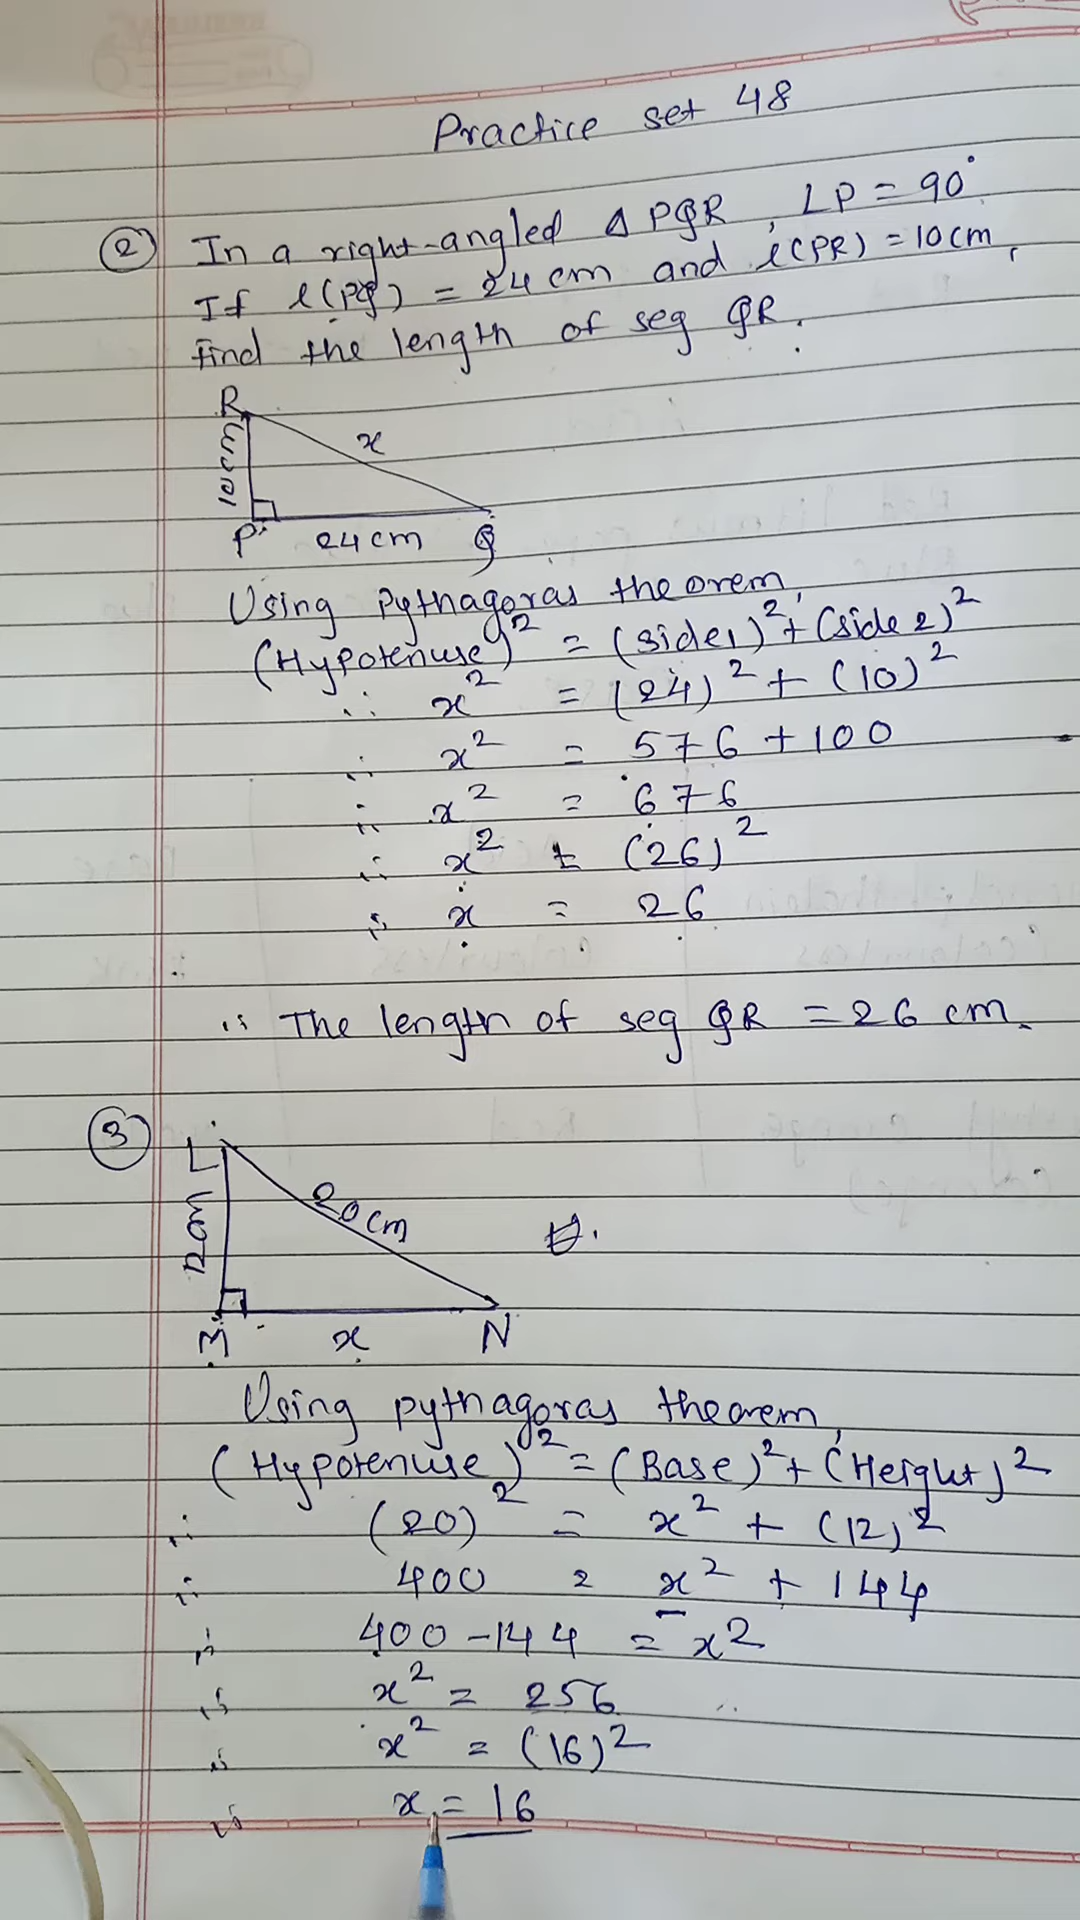 Practice set 48
② In a right-angled △ PQR, ∠P = 90°
If l(PQ) = 24 cm and l(PR) = 10 cm,
find the length of seg QR.
R
10cm
x
P
24 cm
Q
Using Pythagoras theorem,
(Hypotenuse)² = (side1)² + (side 2)²
∴ x² = (24)² + (10)²
∴ x² = 576 + 100
∴ x² = 676
∴ x² = (26)²
∴ x = 26
∴ The length of seg QR = 26 cm.
③
L
12cm
20cm
M
x
N
Using pythagoras theorem,
(Hypotenuse)² = (Base)² + (Height)²
∴ (20)² = x² + (12)²
∴ 400 = x² + 144
∴ 400 - 144 = x²
∴ x² = 256
∴ x² = (16)²
∴ x = 16